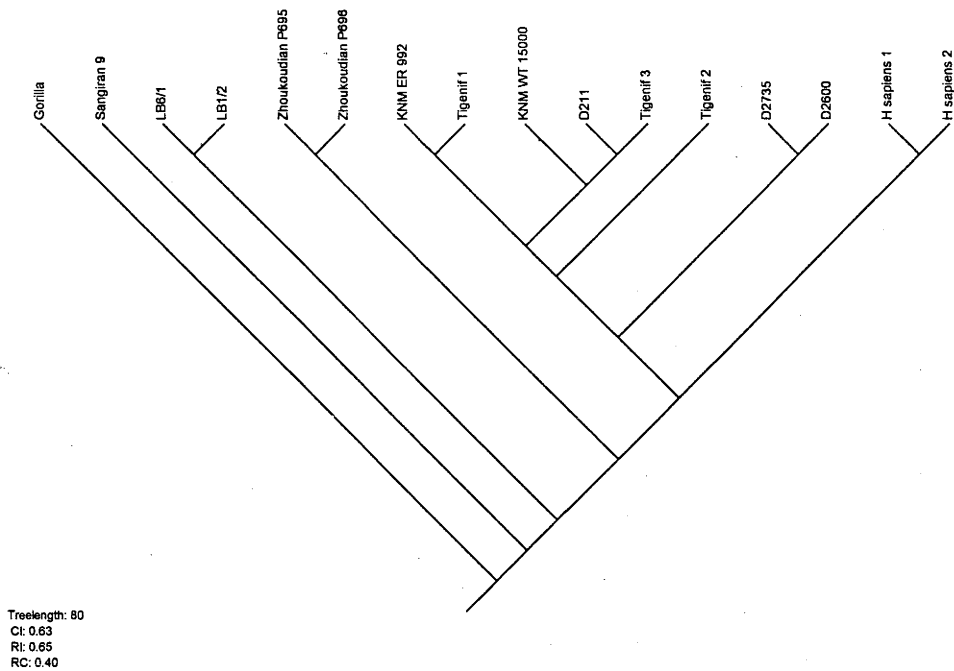 Gorilla
Sangiran 9
LB6/1
LB1/2
Zhoukoudian P695
Zhoukoudian P698
KNM ER 992
Tigenif 1
KNM WT 15000
D211
Tigenif 3
Tigenif 2
D2735
D2600
H sapiens 1
H sapiens 2
Treelength: 80
CI: 0.63
RI: 0.65
RC: 0.40